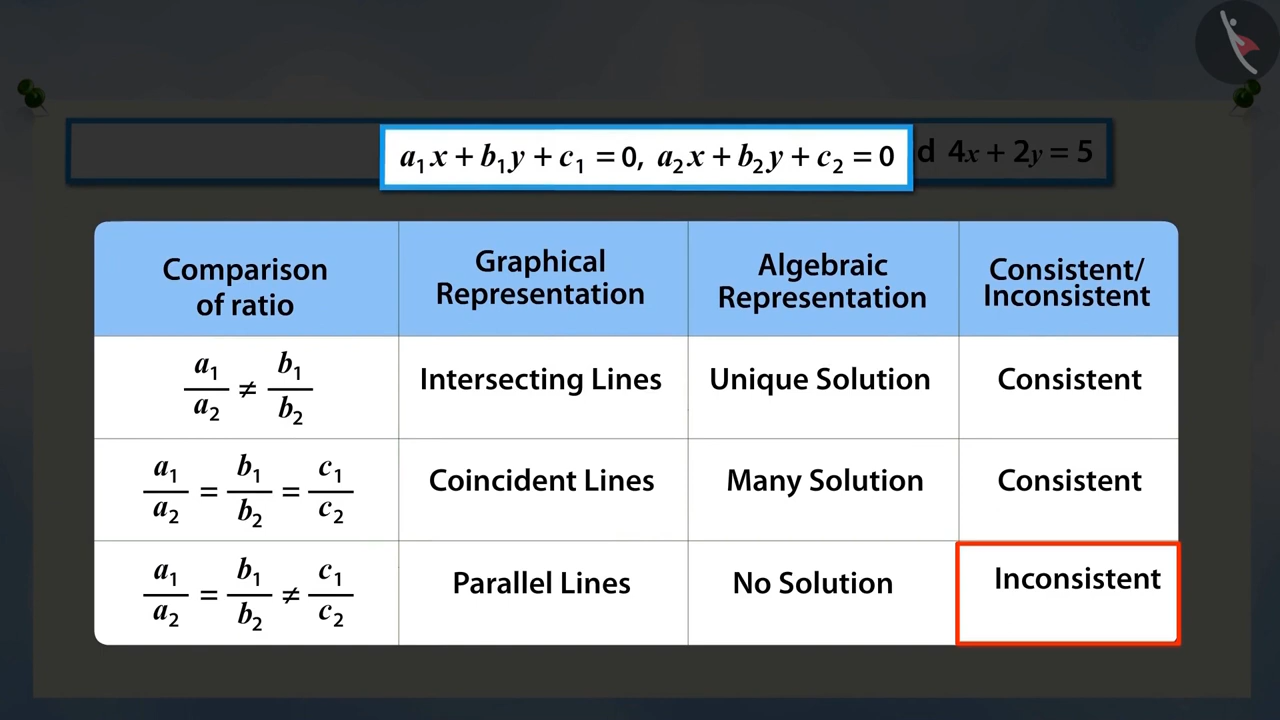 a₁x + b₁y + c₁ = 0, a₂x + b₂y + c₂ = 0
d 4x + 2y = 5
Comparison of ratio
Graphical Representation
Algebraic Representation
Consistent/ Inconsistent
a₁/a₂ ≠ b₁/b₂
Intersecting Lines
Unique Solution
Consistent
a₁/a₂ = b₁/b₂ = c₁/c₂
Coincident Lines
Many Solution
Consistent
a₁/a₂ = b₁/b₂ ≠ c₁/c₂
Parallel Lines
No Solution
Inconsistent